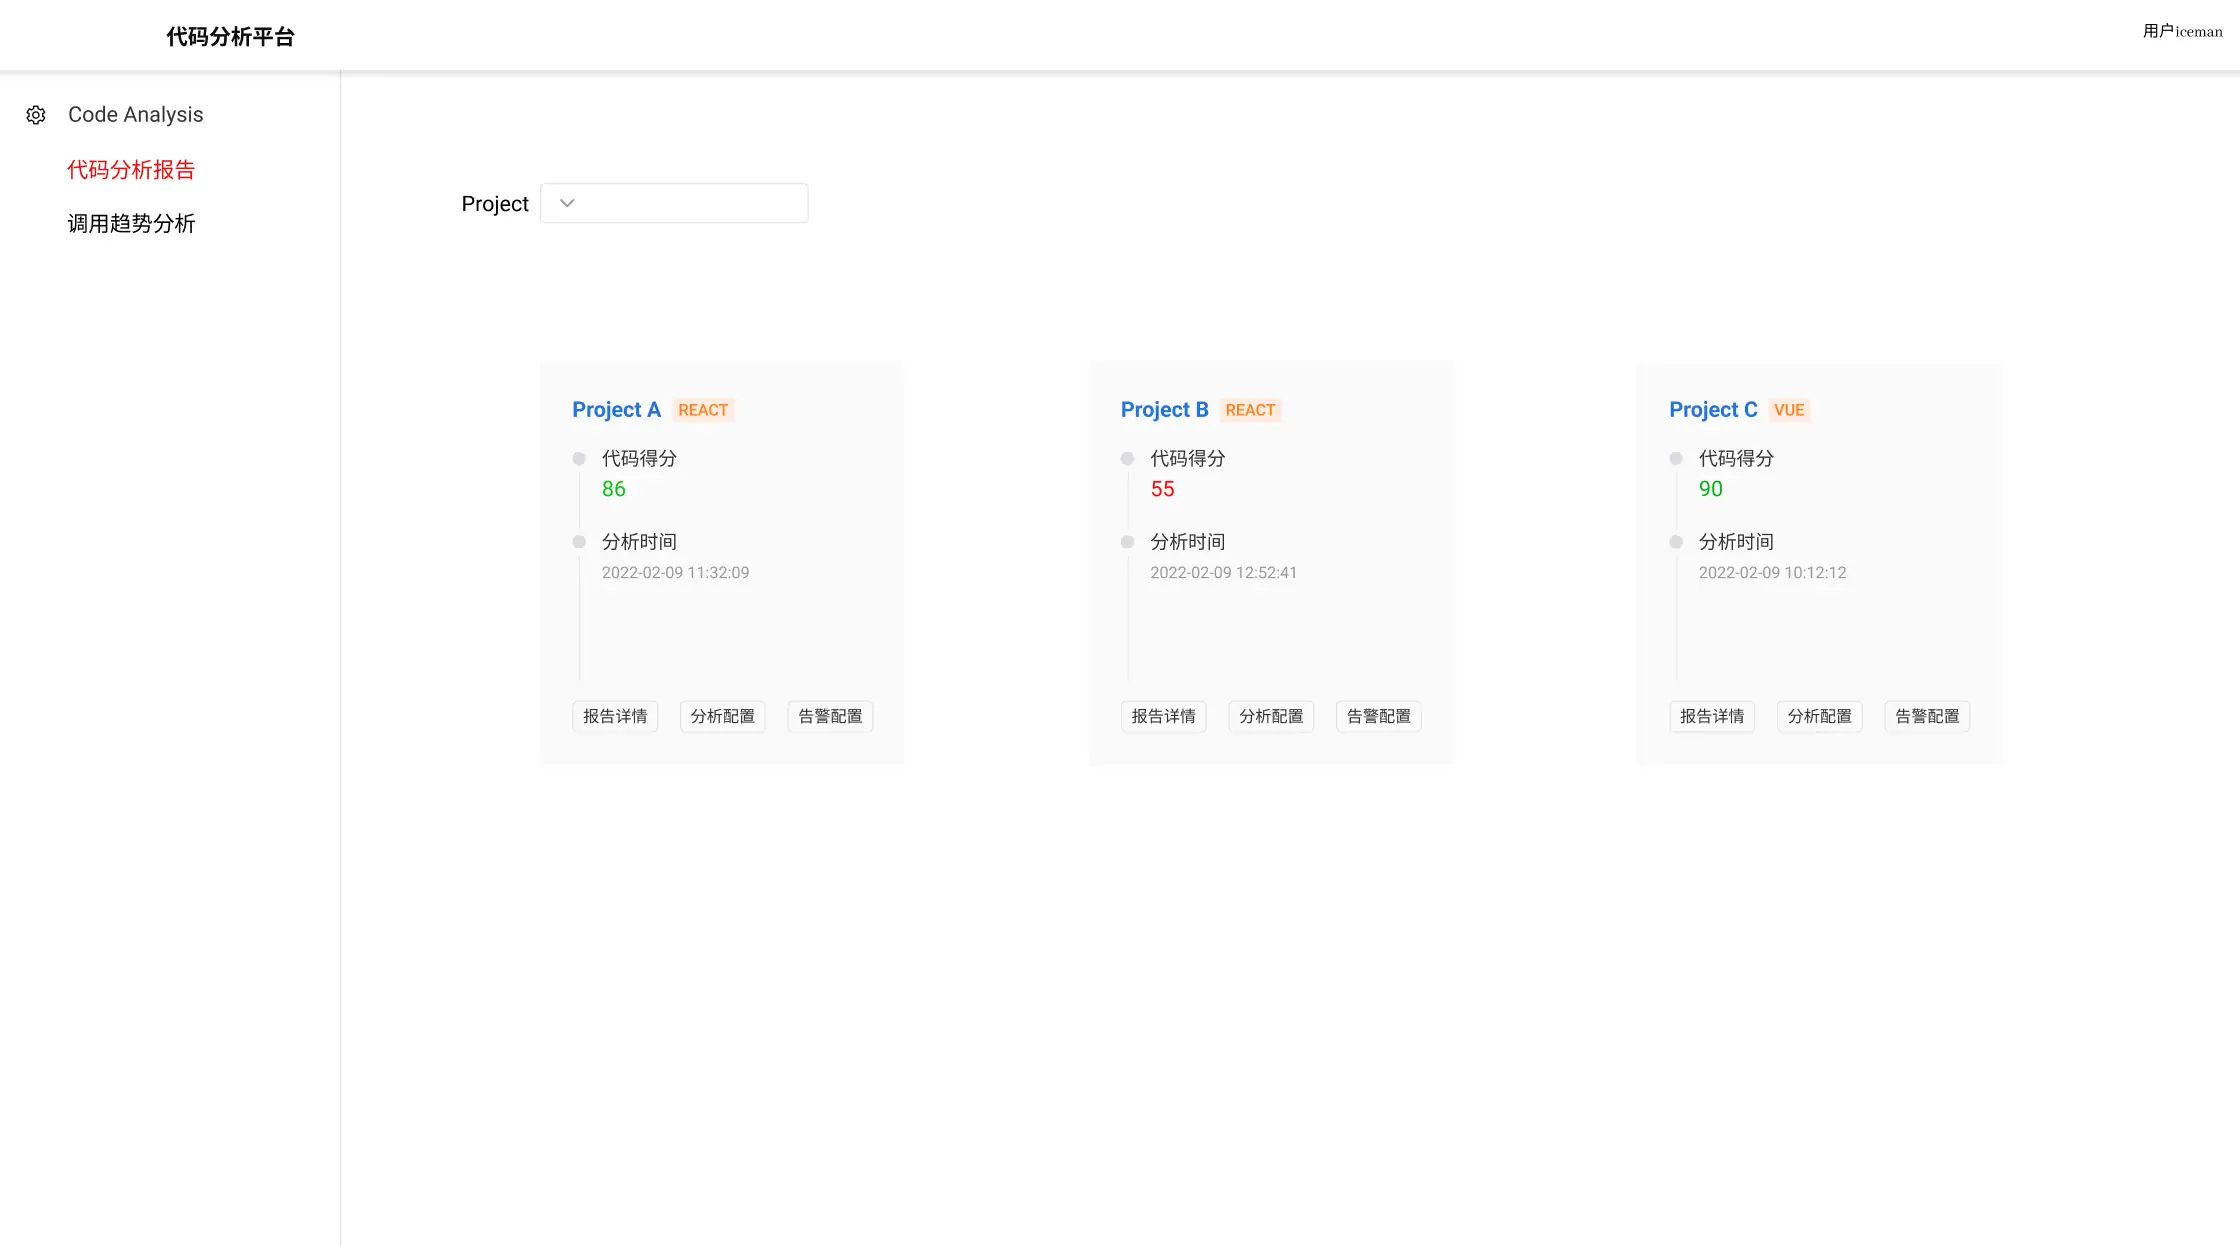 代码分析平台
用户iceman
Code Analysis
代码分析报告
调用趋势分析
Project
Project A REACT
代码得分
86
分析时间
2022-02-09 11:32:09
报告详情 分析配置 告警配置
Project B REACT
代码得分
55
分析时间
2022-02-09 12:52:41
报告详情 分析配置 告警配置
Project C VUE
代码得分
90
分析时间
2022-02-09 10:12:12
报告详情 分析配置 告警配置